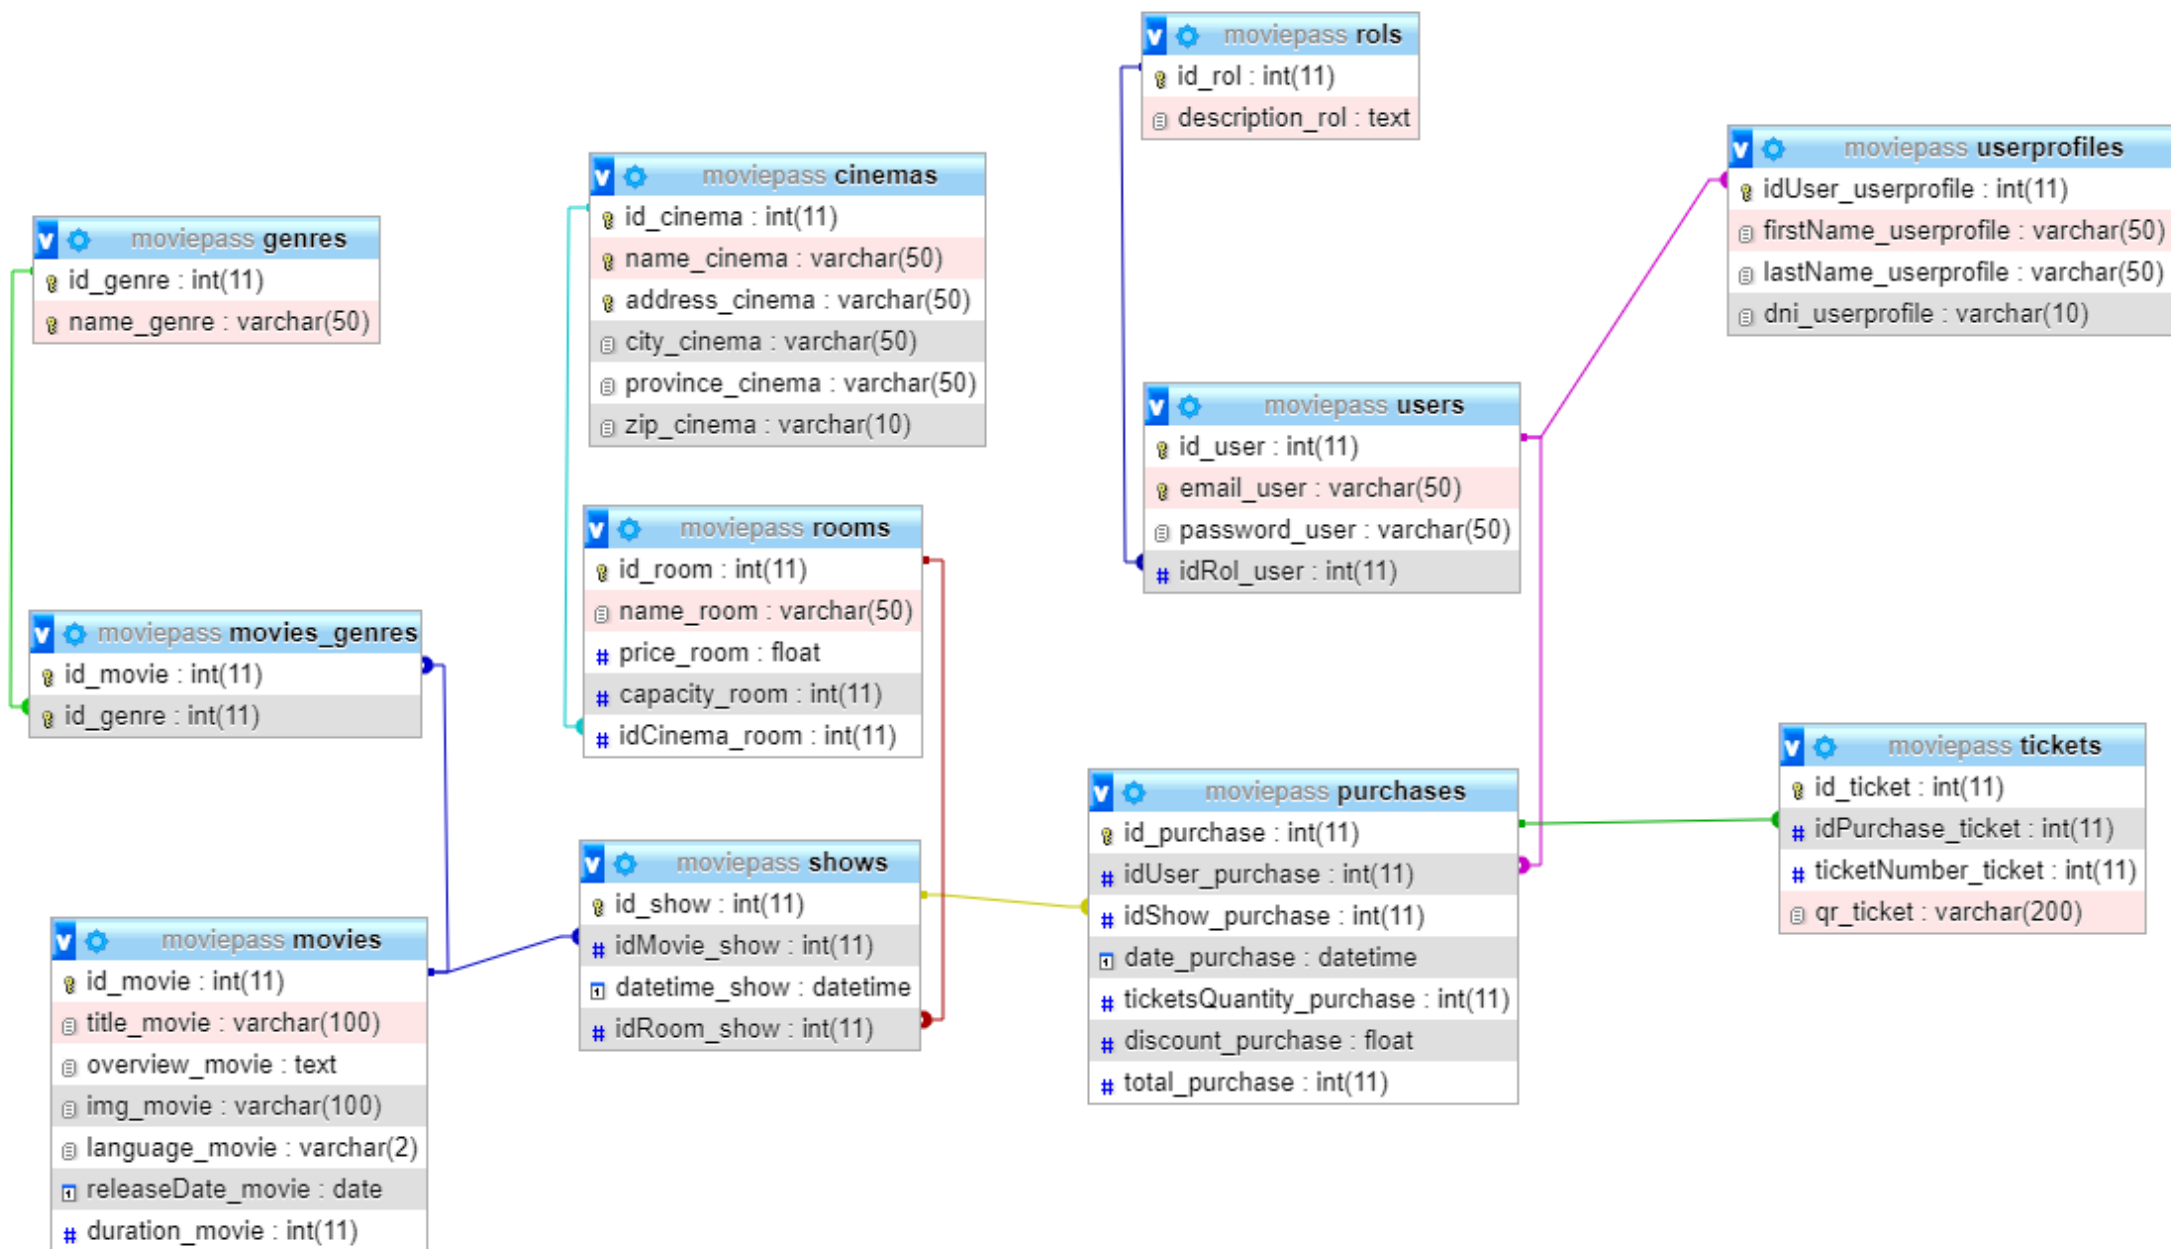 moviepass rols
id_rol : int(11)
description_rol : text
moviepass userprofiles
idUser_userprofile : int(11)
firstName_userprofile : varchar(50)
lastName_userprofile : varchar(50)
dni_userprofile : varchar(10)
moviepass cinemas
id_cinema : int(11)
name_cinema : varchar(50)
address_cinema : varchar(50)
city_cinema : varchar(50)
province_cinema : varchar(50)
zip_cinema : varchar(10)
moviepass genres
id_genre : int(11)
name_genre : varchar(50)
moviepass users
id_user : int(11)
email_user : varchar(50)
password_user : varchar(50)
idRol_user : int(11)
moviepass rooms
id_room : int(11)
name_room : varchar(50)
price_room : float
capacity_room : int(11)
idCinema_room : int(11)
moviepass movies_genres
id_movie : int(11)
id_genre : int(11)
moviepass tickets
id_ticket : int(11)
idPurchase_ticket : int(11)
ticketNumber_ticket : int(11)
qr_ticket : varchar(200)
moviepass purchases
id_purchase : int(11)
idUser_purchase : int(11)
idShow_purchase : int(11)
date_purchase : datetime
ticketsQuantity_purchase : int(11)
discount_purchase : float
total_purchase : int(11)
moviepass shows
id_show : int(11)
idMovie_show : int(11)
datetime_show : datetime
idRoom_show : int(11)
moviepass movies
id_movie : int(11)
title_movie : varchar(100)
overview_movie : text
img_movie : varchar(100)
language_movie : varchar(2)
releaseDate_movie : date
duration_movie : int(11)